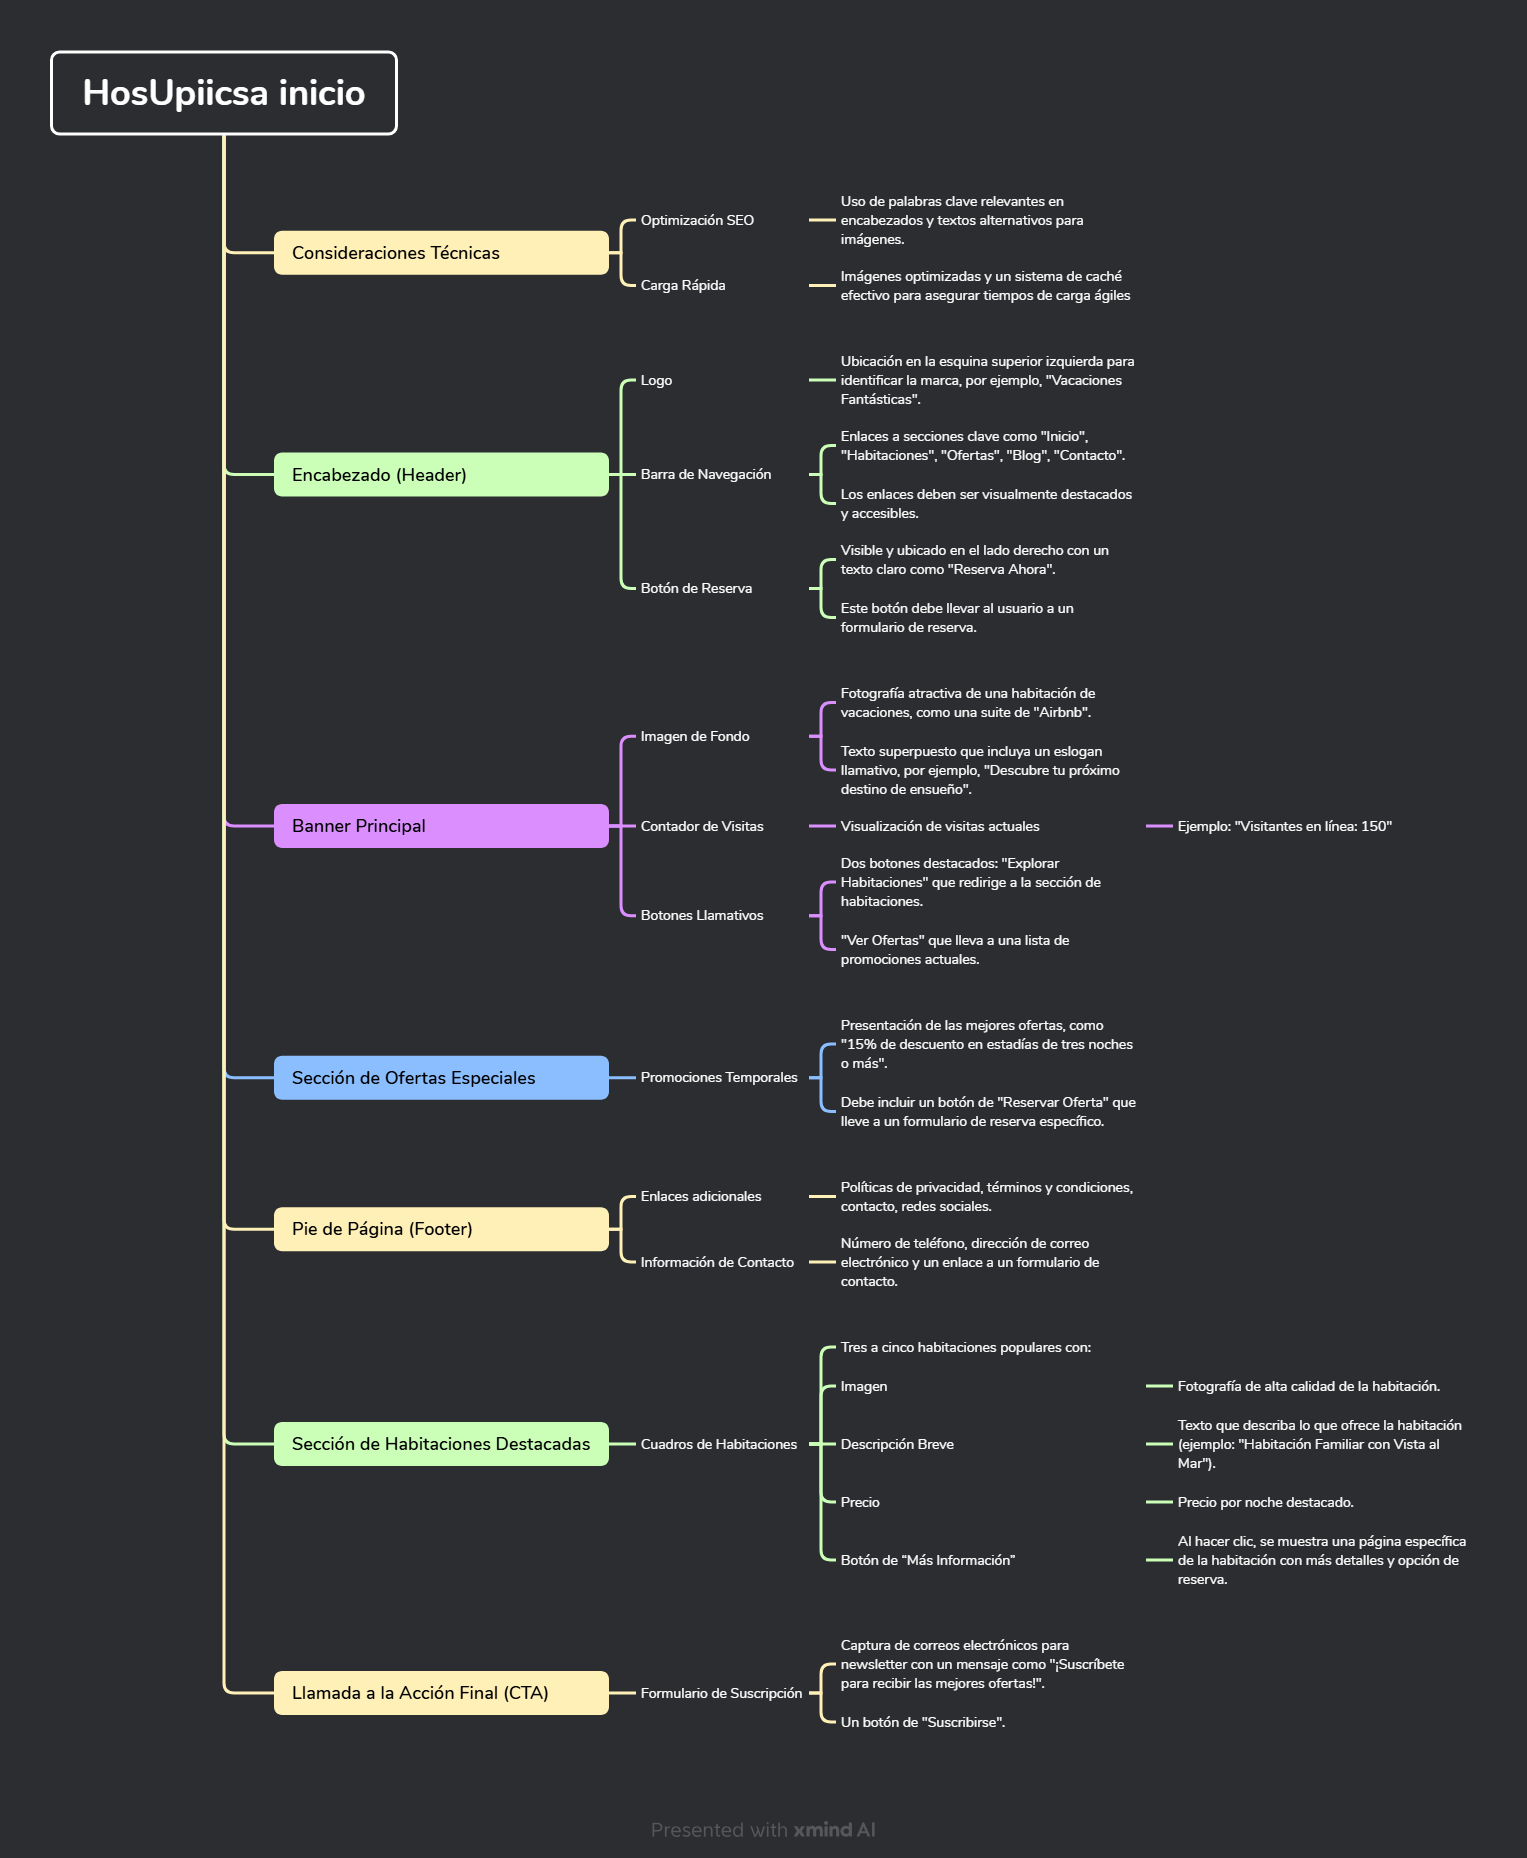 HosUpiicsa inicio
Consideraciones Técnicas
Optimización SEO
Uso de palabras clave relevantes en
encabezados y textos alternativos para
imágenes.
Carga Rápida
Imágenes optimizadas y un sistema de caché
efectivo para asegurar tiempos de carga ágiles
Encabezado (Header)
Logo
Ubicación en la esquina superior izquierda para
identificar la marca, por ejemplo, "Vacaciones
Fantásticas".
Barra de Navegación
Enlaces a secciones clave como "Inicio",
"Habitaciones", "Ofertas", "Blog", "Contacto".
Los enlaces deben ser visualmente destacados
y accesibles.
Botón de Reserva
Visible y ubicado en el lado derecho con un
texto claro como "Reserva Ahora".
Este botón debe llevar al usuario a un
formulario de reserva.
Banner Principal
Imagen de Fondo
Fotografía atractiva de una habitación de
vacaciones, como una suite de "Airbnb".
Texto superpuesto que incluya un eslogan
llamativo, por ejemplo, "Descubre tu próximo
destino de ensueño".
Contador de Visitas
Visualización de visitas actuales
Ejemplo: "Visitantes en línea: 150"
Botones Llamativos
Dos botones destacados: "Explorar
Habitaciones" que redirige a la sección de
habitaciones.
"Ver Ofertas" que lleva a una lista de
promociones actuales.
Sección de Ofertas Especiales
Promociones Temporales
Presentación de las mejores ofertas, como
"15% de descuento en estadías de tres noches
o más".
Debe incluir un botón de "Reservar Oferta" que
lleve a un formulario de reserva específico.
Pie de Página (Footer)
Enlaces adicionales
Políticas de privacidad, términos y condiciones,
contacto, redes sociales.
Información de Contacto
Número de teléfono, dirección de correo
electrónico y un enlace a un formulario de
contacto.
Sección de Habitaciones Destacadas
Cuadros de Habitaciones
Tres a cinco habitaciones populares con:
Imagen
Fotografía de alta calidad de la habitación.
Descripción Breve
Texto que describa lo que ofrece la habitación
(ejemplo: "Habitación Familiar con Vista al
Mar").
Precio
Precio por noche destacado.
Botón de “Más Información”
Al hacer clic, se muestra una página específica
de la habitación con más detalles y opción de
reserva.
Llamada a la Acción Final (CTA)
Formulario de Suscripción
Captura de correos electrónicos para
newsletter con un mensaje como "¡Suscríbete
para recibir las mejores ofertas!".
Un botón de "Suscribirse".
Presented with xmind AI